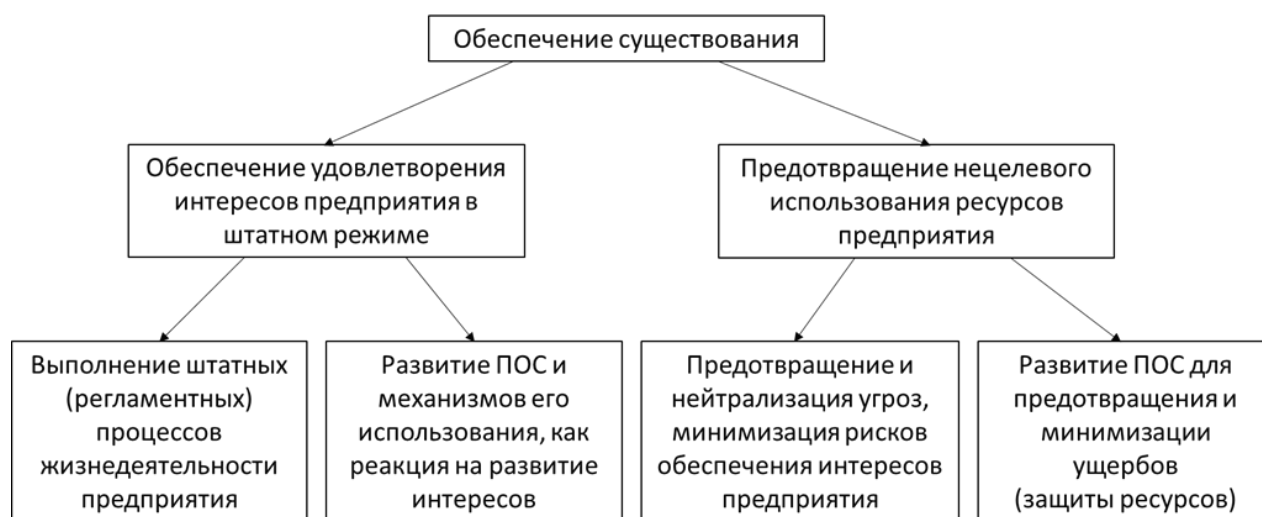 Обеспечение существования
Обеспечение удовлетворения
интересов предприятия в
штатном режиме
Предотвращение нецелевого
использования ресурсов
предприятия
Выполнение штатных
(регламентных)
процессов
жизнедеятельности
предприятия
Развитие ПОС и
механизмов его
использования, как
реакция на развитие
интересов
Предотвращение и
нейтрализация угроз,
минимизация рисков
обеспечения интересов
предприятия
Развитие ПОС для
предотвращения и
минимизации
ущербов
(защиты ресурсов)